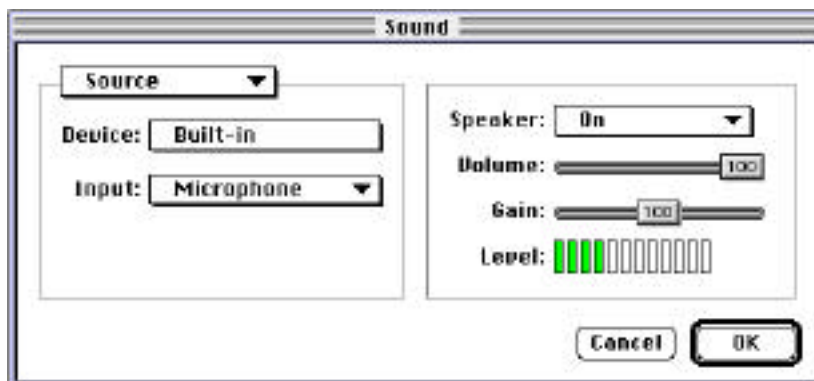 Sound
Source
Device: Built-in
Input: Microphone
Speaker: On
Volume: 100
Gain: 100
Level:
Cancel OK